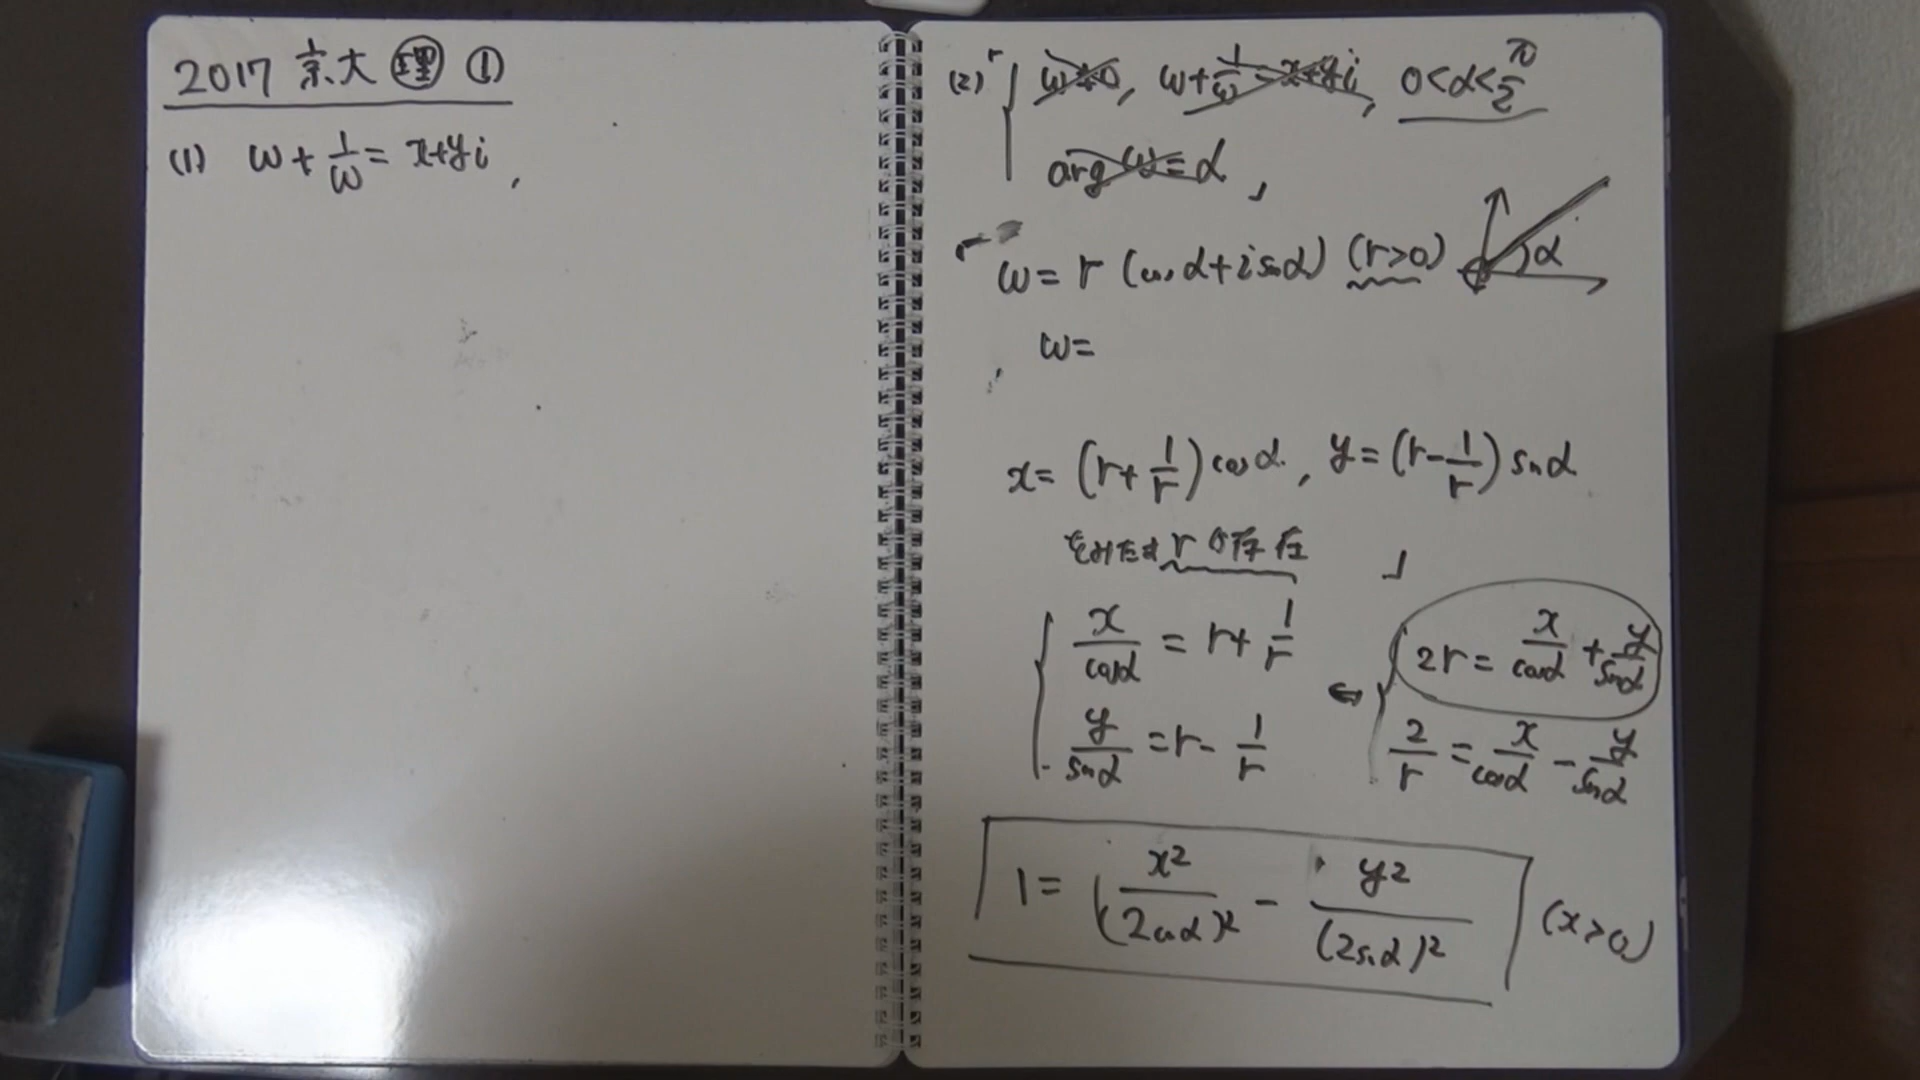 2017 京大 理 ①
(1) w + 1/w = x+yi ,
(2) 「 { w≠0, w+1/w=x+yi, 0<α<π/2
arg w=α 」
「 w= r (cosα+isinα) (r>0) α
w=
x= (r+1/r) cosα , y= (r-1/r) sinα
をみたす r の存在 」
{ x/cosα = r+1/r
y/sinα = r-1/r
⇔ { 2r = x/cosα + y/sinα
2/r = x/cosα - y/sinα
1 = x²/(2cosα)² - y²/(2sinα)² (x>0)